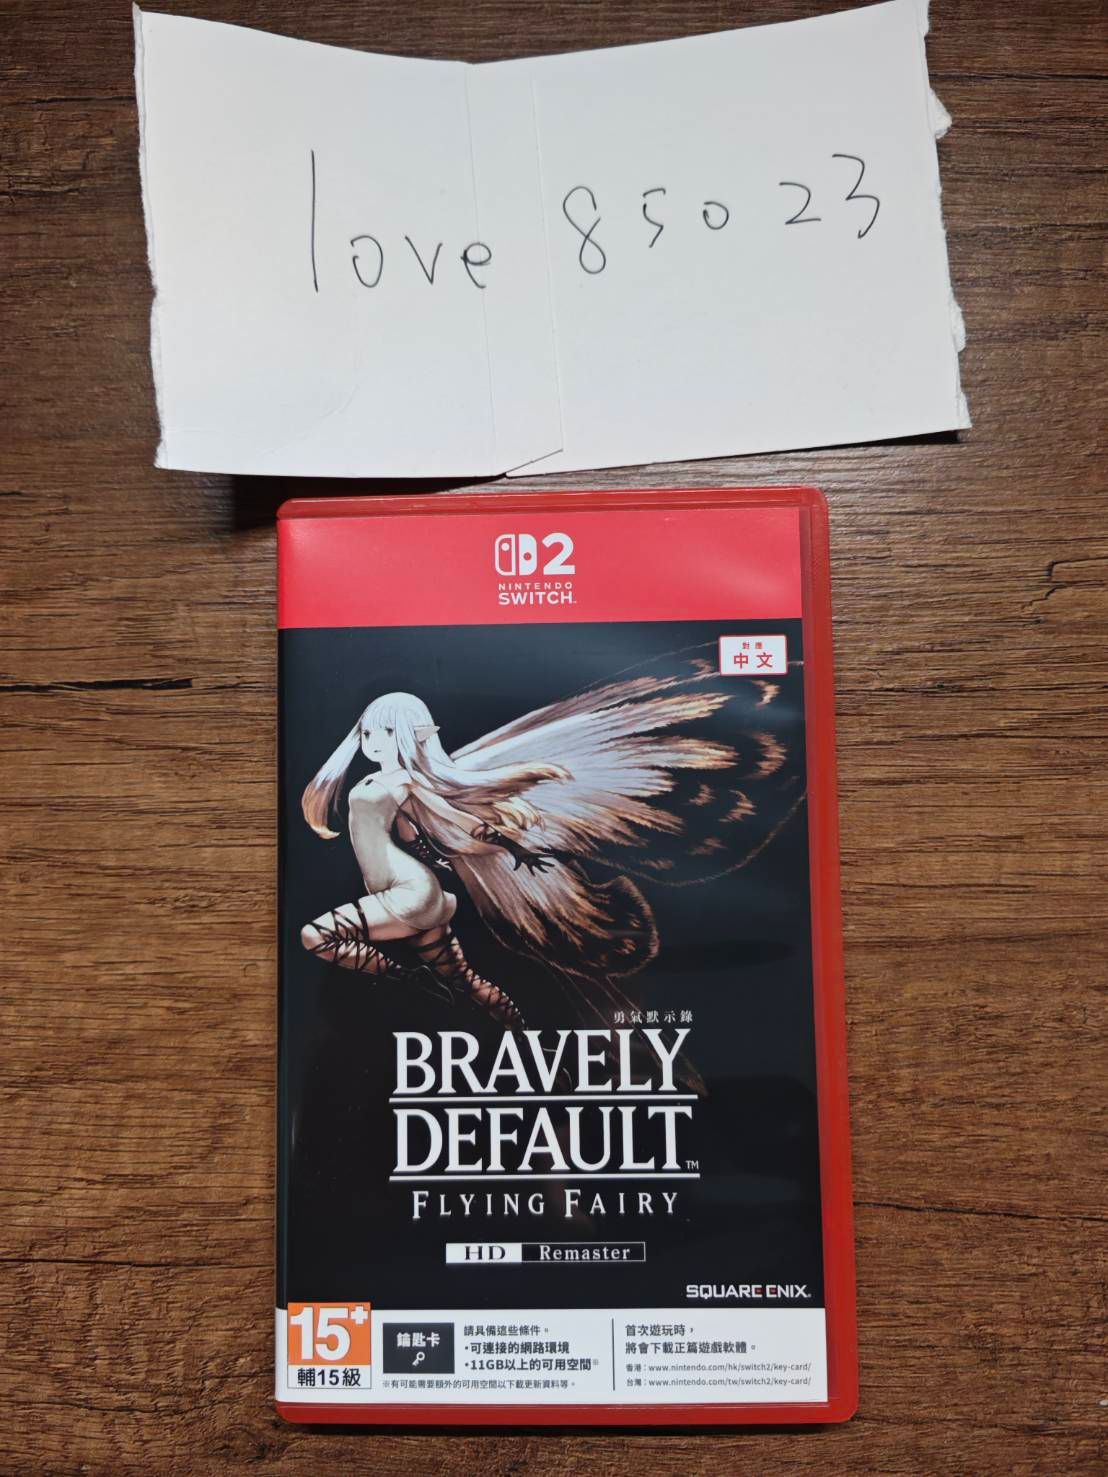 love 85023
2
NINTENDO
SWITCH™
對應
中文
勇氣默示錄
BRAVELY
DEFAULT™
FLYING FAIRY
HD Remaster
SQUARE ENIX.
15+
輔15級
鑰匙卡
請具備這些條件。
•可連接的網路環境
•11GB以上的可用空間※
※有可能需要額外的可用空間以下載更新資料等。
首次遊玩時，
將會下載正篇遊戲軟體。
香港：www.nintendo.com/hk/switch2/key-card/
台灣：www.nintendo.com/tw/switch2/key-card/